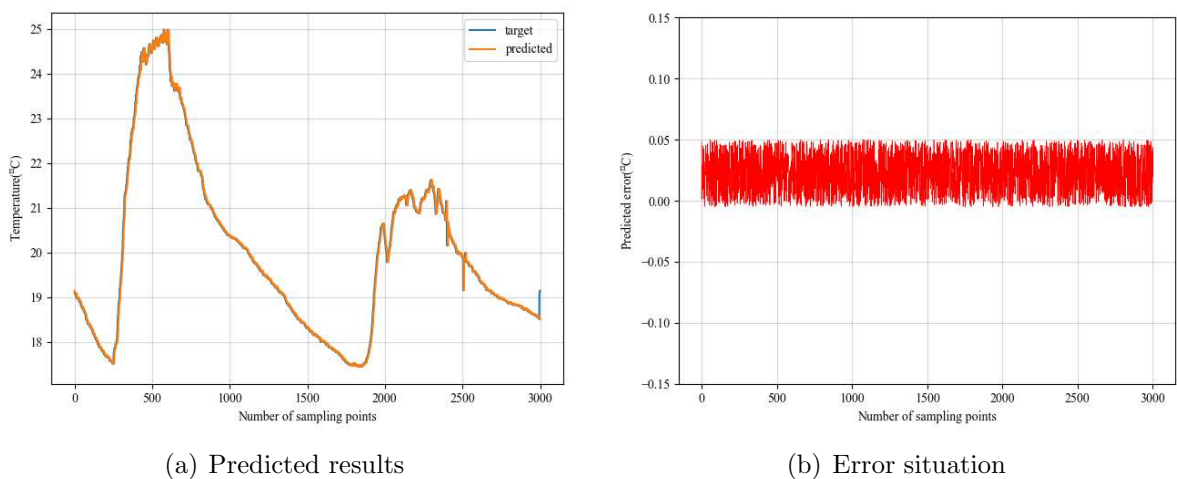 25
24
23
22
21
20
19
18
Temperature(°C)
0 500 1000 1500 2000 2500 3000
Number of sampling points
target
predicted
(a) Predicted results
0.15
0.10
0.05
0.00
−0.05
−0.10
−0.15
Predicted error(°C)
0 500 1000 1500 2000 2500 3000
Number of sampling points
(b) Error situation